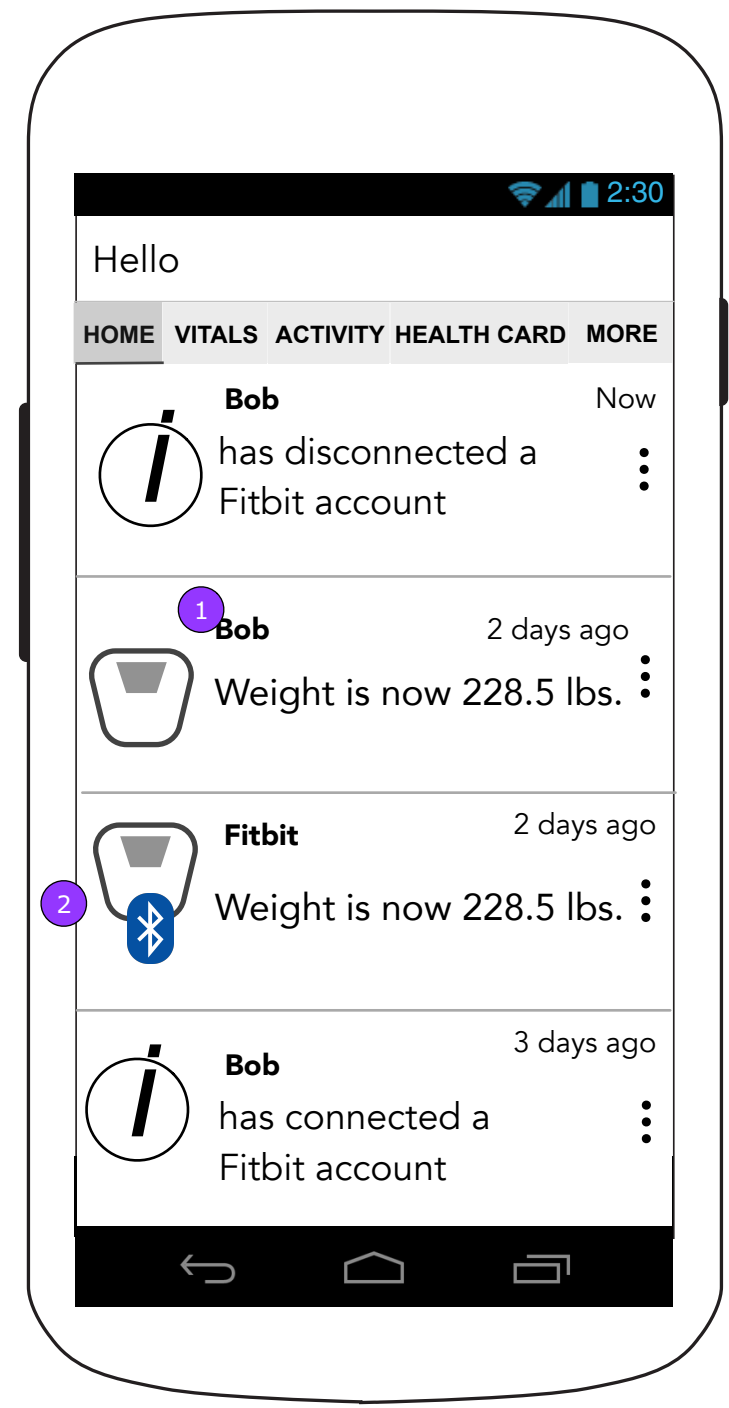 2:30
Hello
HOME VITALS ACTIVITY HEALTH CARD MORE
Bob Now
has disconnected a
Fitbit account
1
Bob 2 days ago
Weight is now 228.5 lbs.
Fitbit 2 days ago
2
Weight is now 228.5 lbs.
3 days ago
Bob
has connected a
Fitbit account